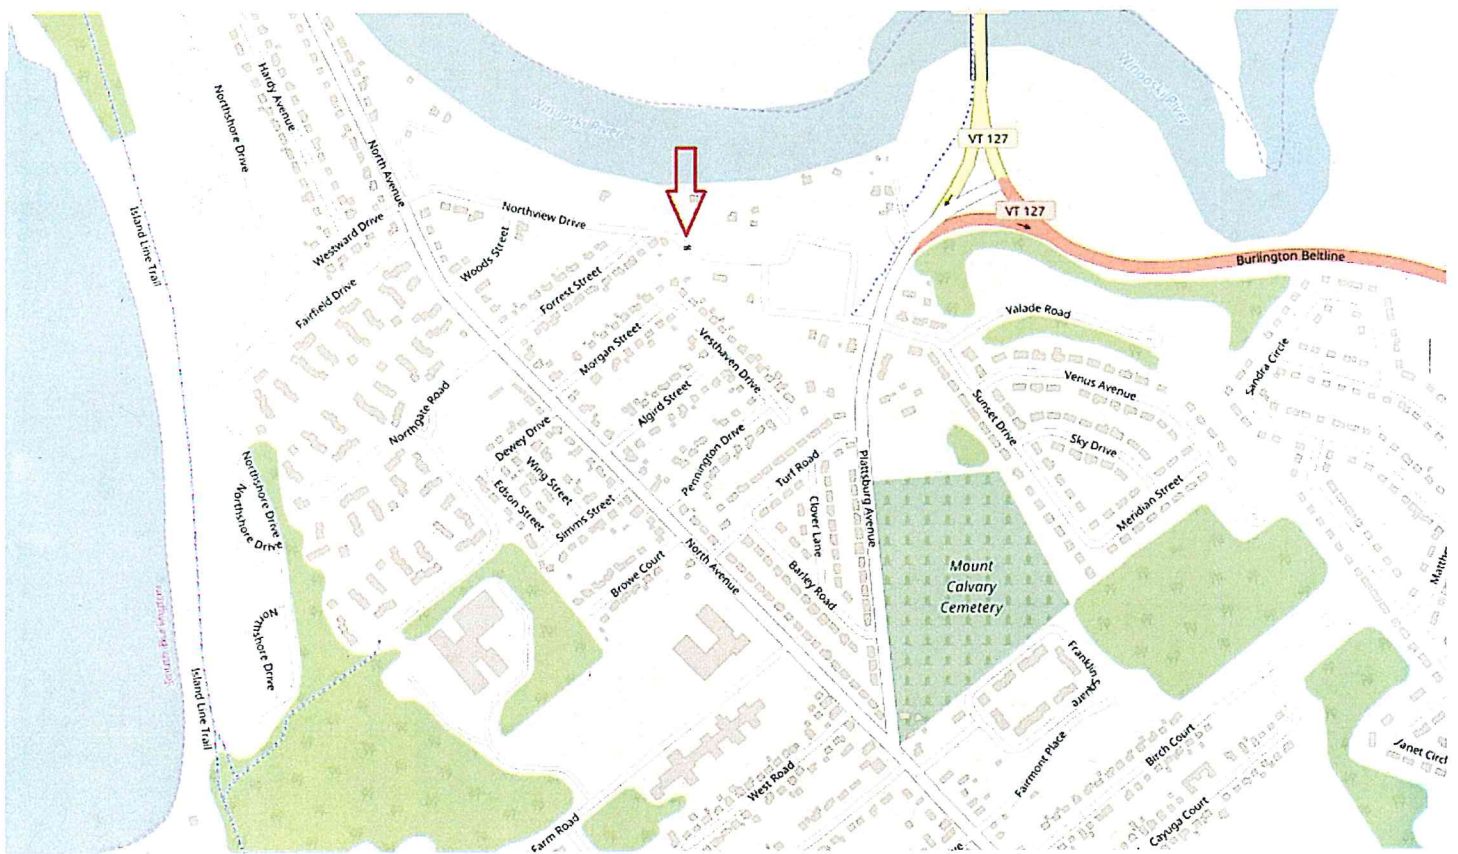 Hardy Avenue
Northshore Drive
North Avenue
Winooski River
Winooski River
VT 127
VT 127
Burlington Beltline
Island Line Trail
Westward Drive
Northview Drive
Woods Street
Fairfield Drive
Forrest Street
Morgan Street
Valade Road
Vesthaven Drive
Sandra Circle
Venus Avenue
Algird Street
Northgate Road
Sunset Drive
Dewey Drive
Sky Drive
Pennington Drive
Turf Road
Wing Street
Edson Street
Simms Street
Northshore Drive
Northshore Drive
Clover Lane
Plattsburg Avenue
Meridian Street
North Avenue
Browe Court
Barley Road
Mount
Calvary
Cemetery
Matthe
Northshore Drive
Franklin Square
Island Line Trail
West Road
Fairmont Place
Birch Court
Janet Circl
Farm Road
Cayuga Court
ve